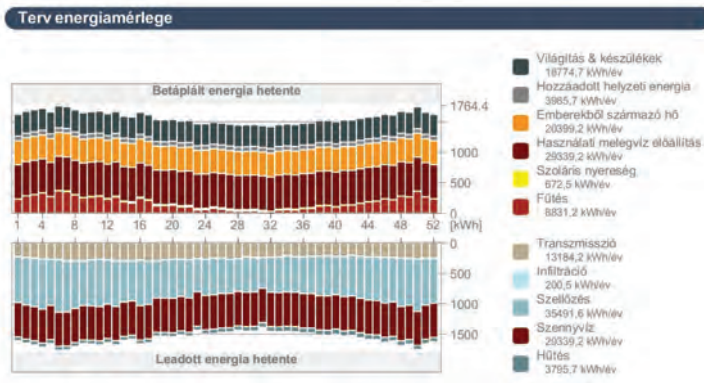 Terv energiamérlege
Betáplált energia hetente
1764.4
1000
500
0
1 4 8 12 16 20 24 28 32 36 40 44 48 52 [kWh]
0
500
1000
1500
Leadott energia hetente
Világítás & készülékek
18774,7 kWh/év
Hozzáadott helyzeti energia
3985,7 kWh/év
Emberekből származó hő
20399,2 kWh/év
Használati melegvíz előállítás
29339,2 kWh/év
Szoláris nyereség
672,5 kWh/év
Fűtés
8831,2 kWh/év
Transzmisszió
13184,2 kWh/év
Infiltráció
200,5 kWh/év
Szellőzés
35491,6 kWh/év
Szennyvíz
29339,2 kWh/év
Hűtés
3795,7 kWh/év